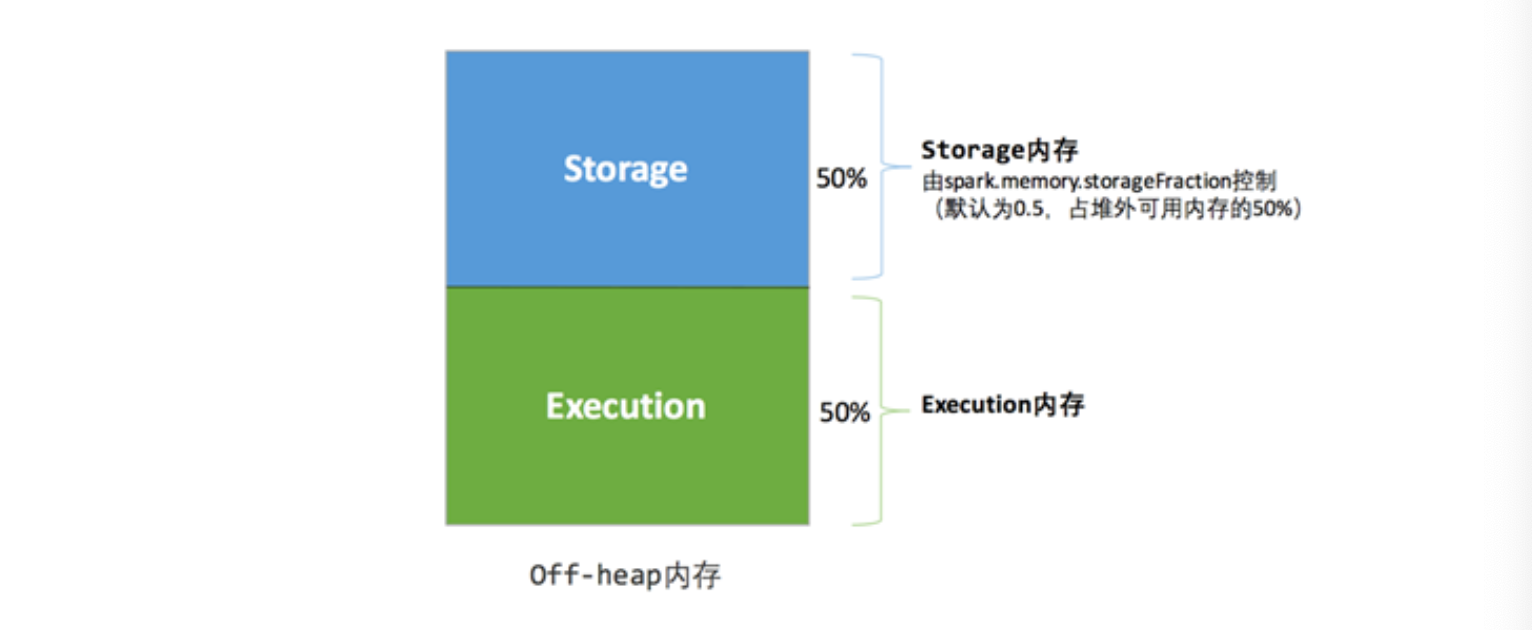 Storage
50%
Storage内存
由spark.memory.storageFraction控制
（默认为0.5， 占堆外可用内存的50%）
Execution
50%
Execution内存
Off-heap内存